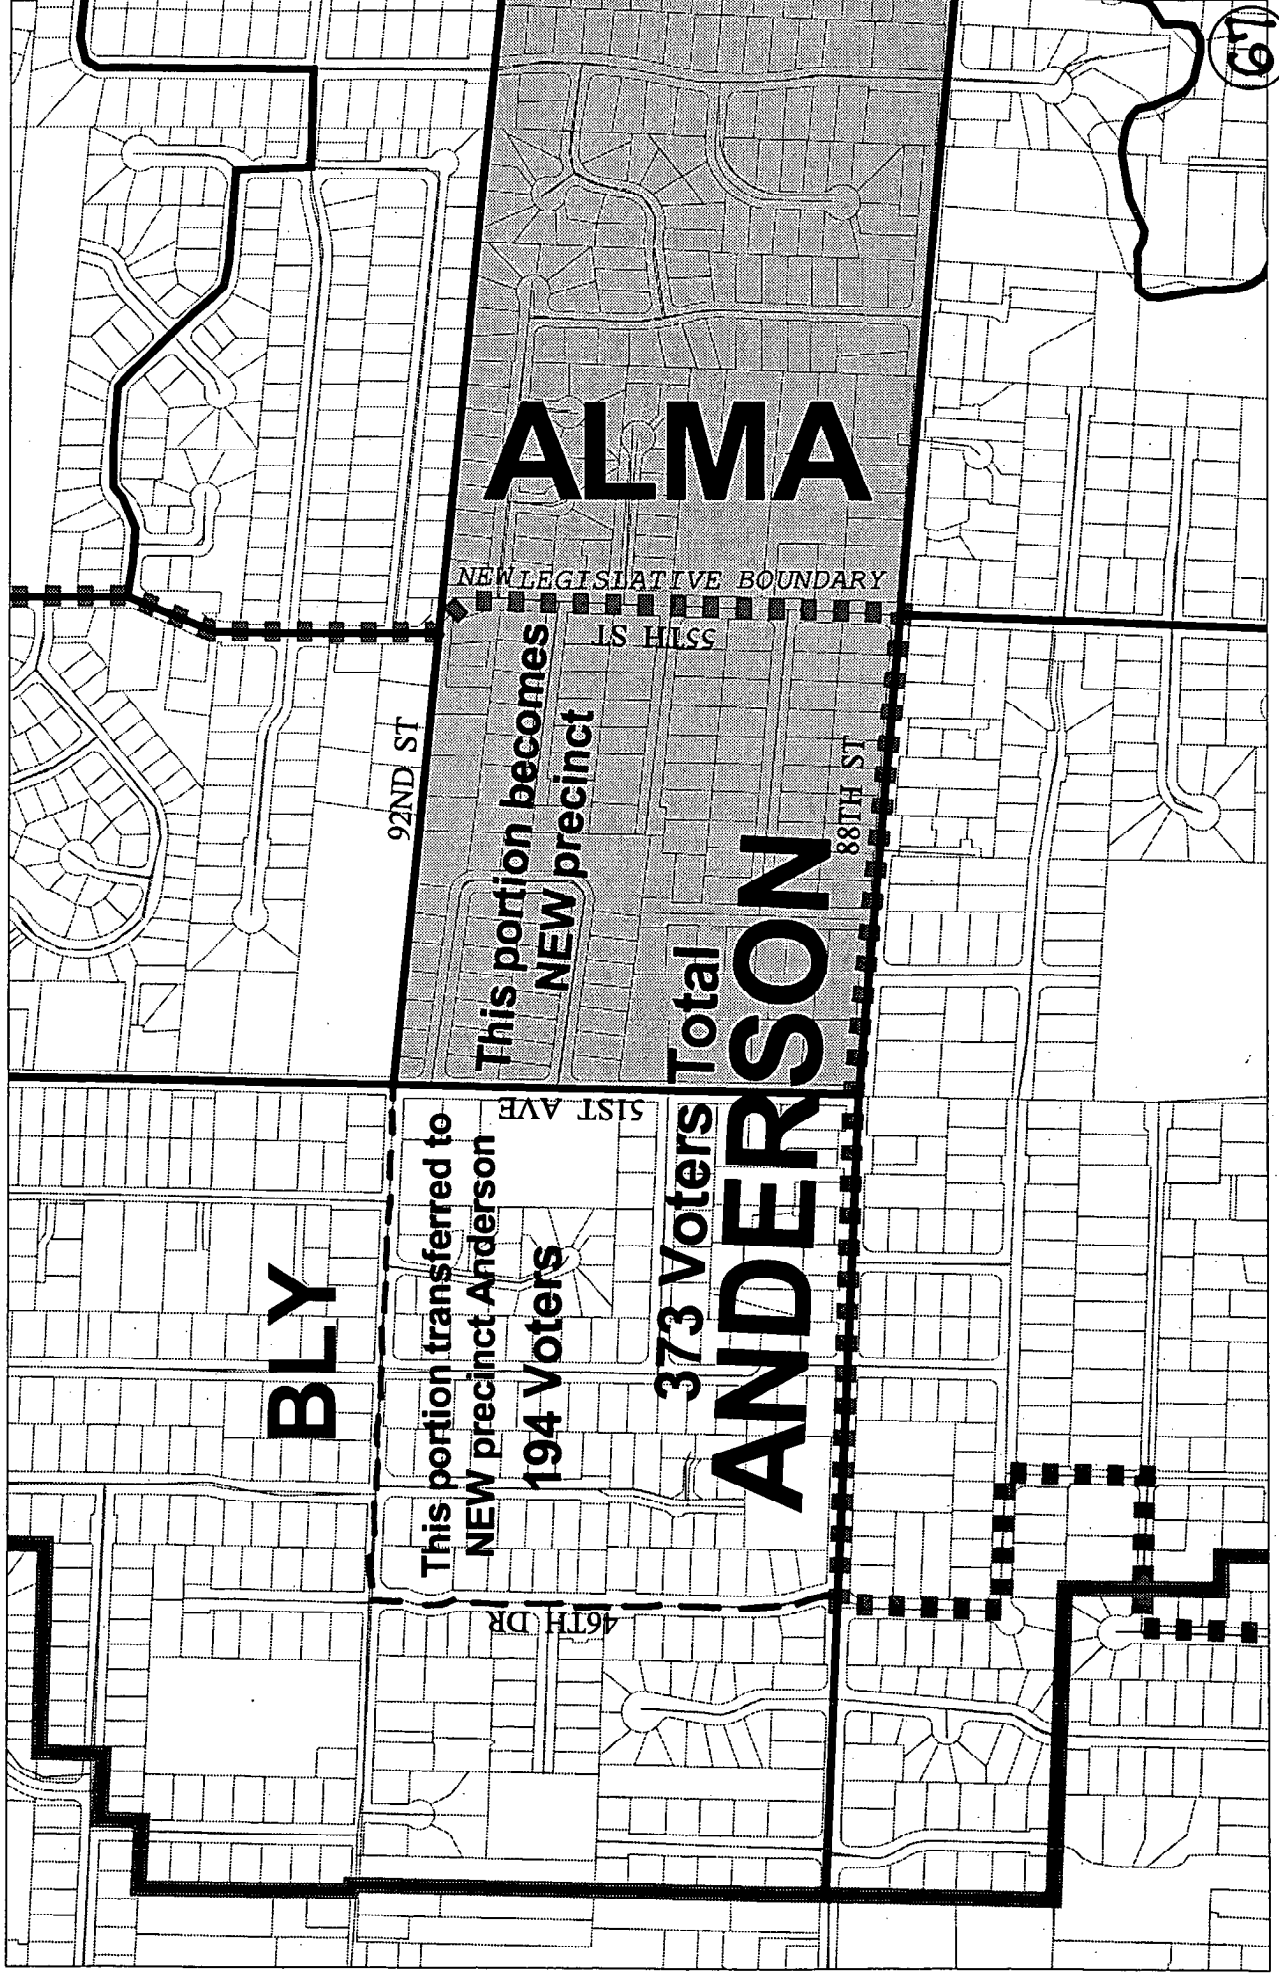 67
ALMA
NEW LEGISLATIVE BOUNDARY
55TH ST
92ND ST
88TH ST
This portion becomes
NEW precinct
51ST AVE
BLY
This portion transferred to
NEW precinct Anderson
194 Voters
373 Voters Total
ANDERSON
46TH DR